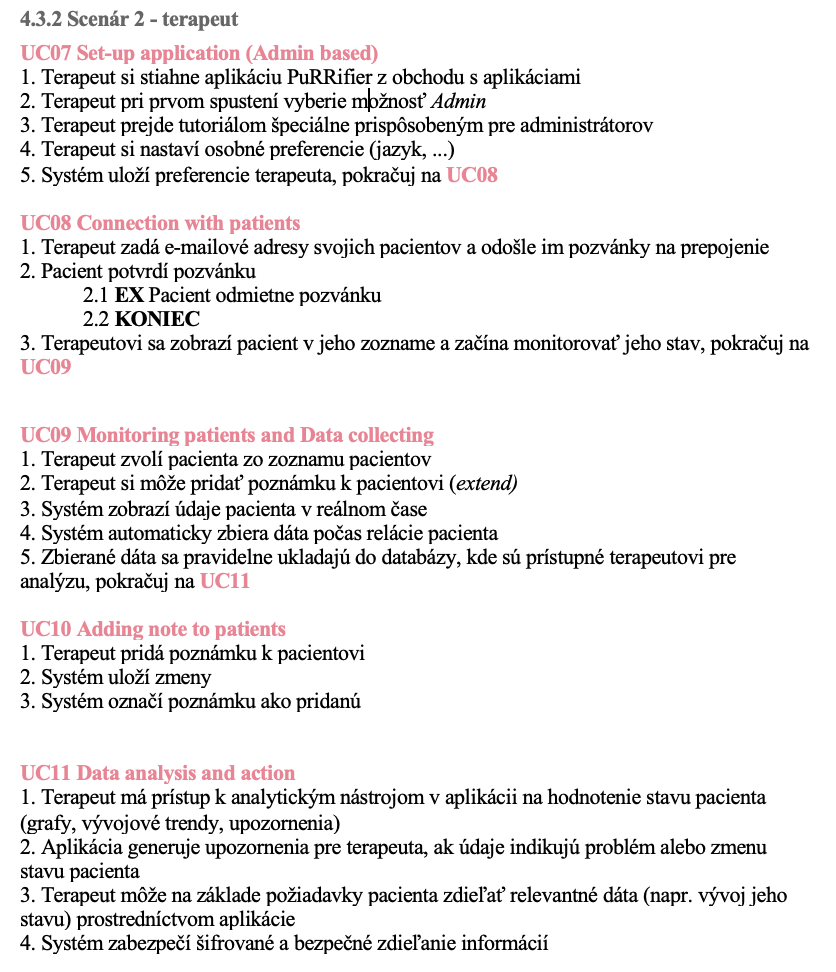 4.3.2 Scenár 2 - terapeut
UC07 Set-up application (Admin based)
1. Terapeut si stiahne aplikáciu PuRRifier z obchodu s aplikáciami
2. Terapeut pri prvom spustení vyberie možnosť Admin
3. Terapeut prejde tutoriálom špeciálne prispôsobeným pre administrátorov
4. Terapeut si nastaví osobné preferencie (jazyk, ...)
5. Systém uloží preferencie terapeuta, pokračuj na UC08
UC08 Connection with patients
1. Terapeut zadá e-mailové adresy svojich pacientov a odošle im pozvánky na prepojenie
2. Pacient potvrdí pozvánku
2.1 EX Pacient odmietne pozvánku
2.2 KONIEC
3. Terapeutovi sa zobrazí pacient v jeho zozname a začína monitorovať jeho stav, pokračuj na
UC09
UC09 Monitoring patients and Data collecting
1. Terapeut zvolí pacienta zo zoznamu pacientov
2. Terapeut si môže pridať poznámku k pacientovi (extend)
3. Systém zobrazí údaje pacienta v reálnom čase
4. Systém automaticky zbiera dáta počas relácie pacienta
5. Zbierané dáta sa pravidelne ukladajú do databázy, kde sú prístupné terapeutovi pre
analýzu, pokračuj na UC11
UC10 Adding note to patients
1. Terapeut pridá poznámku k pacientovi
2. Systém uloží zmeny
3. Systém označí poznámku ako pridanú
UC11 Data analysis and action
1. Terapeut má prístup k analytickým nástrojom v aplikácii na hodnotenie stavu pacienta
(grafy, vývojové trendy, upozornenia)
2. Aplikácia generuje upozornenia pre terapeuta, ak údaje indikujú problém alebo zmenu
stavu pacienta
3. Terapeut môže na základe požiadavky pacienta zdieľať relevantné dáta (napr. vývoj jeho
stavu) prostredníctvom aplikácie
4. Systém zabezpečí šifrované a bezpečné zdieľanie informácií